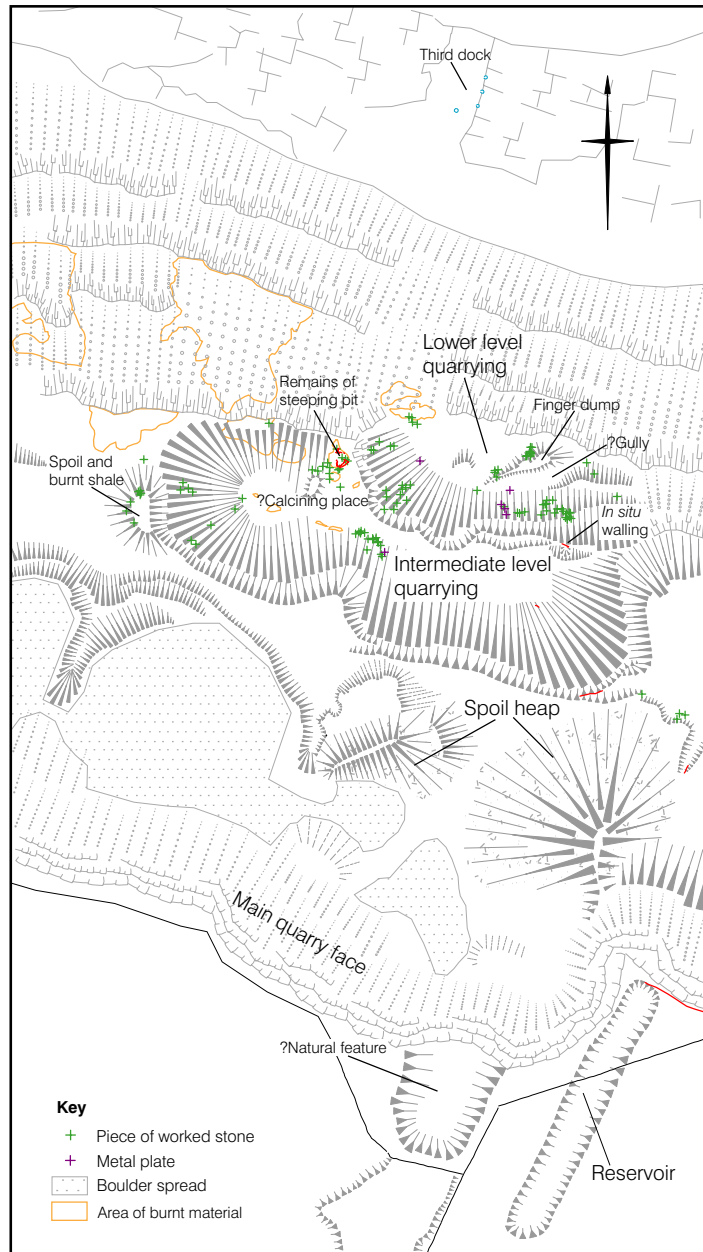 Third dock
Lower level
quarrying
Remains of
steeping pit
Finger dump
?Gully
Spoil and
burnt shale
?Calcining place
In situ
walling
Intermediate level
quarrying
Spoil heap
Main quarry face
?Natural feature
Reservoir
Key
Piece of worked stone
Metal plate
Boulder spread
Area of burnt material